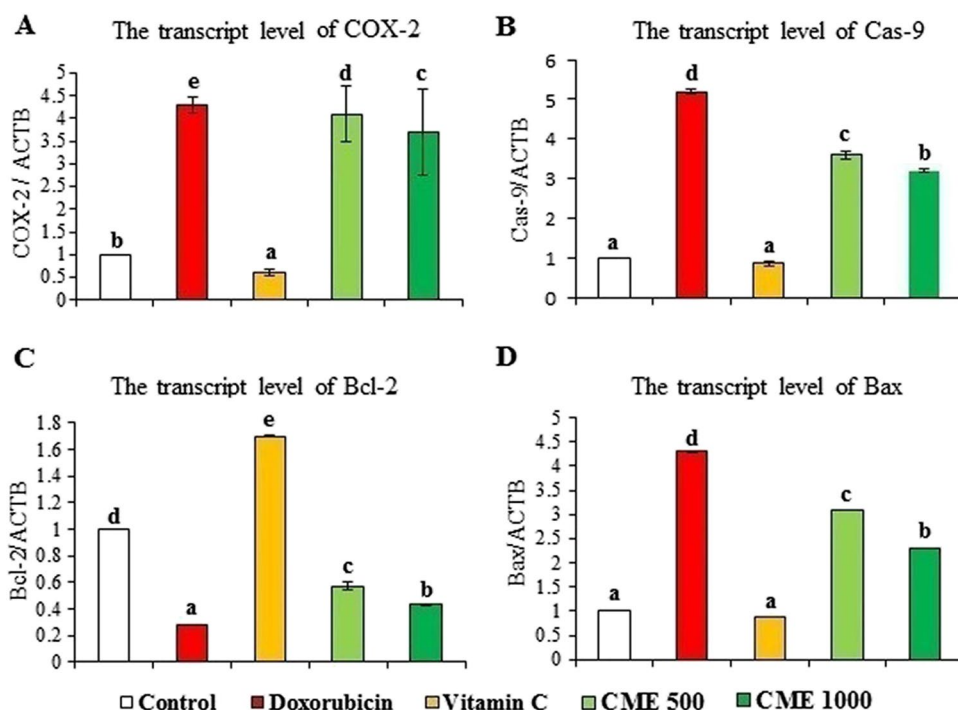 A
The transcript level of COX-2
COX-2/ ACTB
5
4.5
4
3.5
3
2.5
2
1.5
1
0.5
0
b
e
a
d
c
B
The transcript level of Cas-9
Cas-9/ACTB
6
5
4
3
2
1
0
a
d
a
c
b
C
The transcript level of Bcl-2
Bcl-2/ACTB
1.8
1.6
1.4
1.2
1
0.8
0.6
0.4
0.2
0
d
a
e
c
b
D
The transcript level of Bax
Bax/ACTB
5
4.5
4
3.5
3
2.5
2
1.5
1
0.5
0
a
d
a
c
b
Control Doxorubicin Vitamin C CME 500 CME 1000